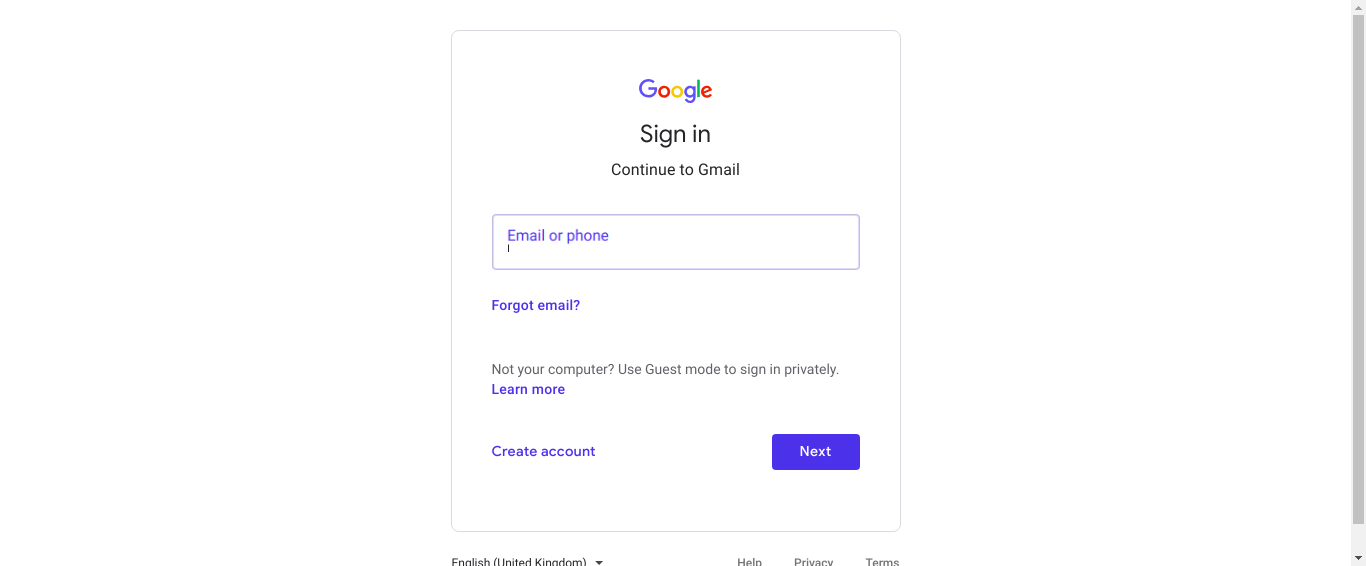 Google
Sign in
Continue to Gmail
Email or phone
Forgot email?
Not your computer? Use Guest mode to sign in privately.
Learn more
Create account
Next
English (United Kingdom)
Help
Privacy
Terms